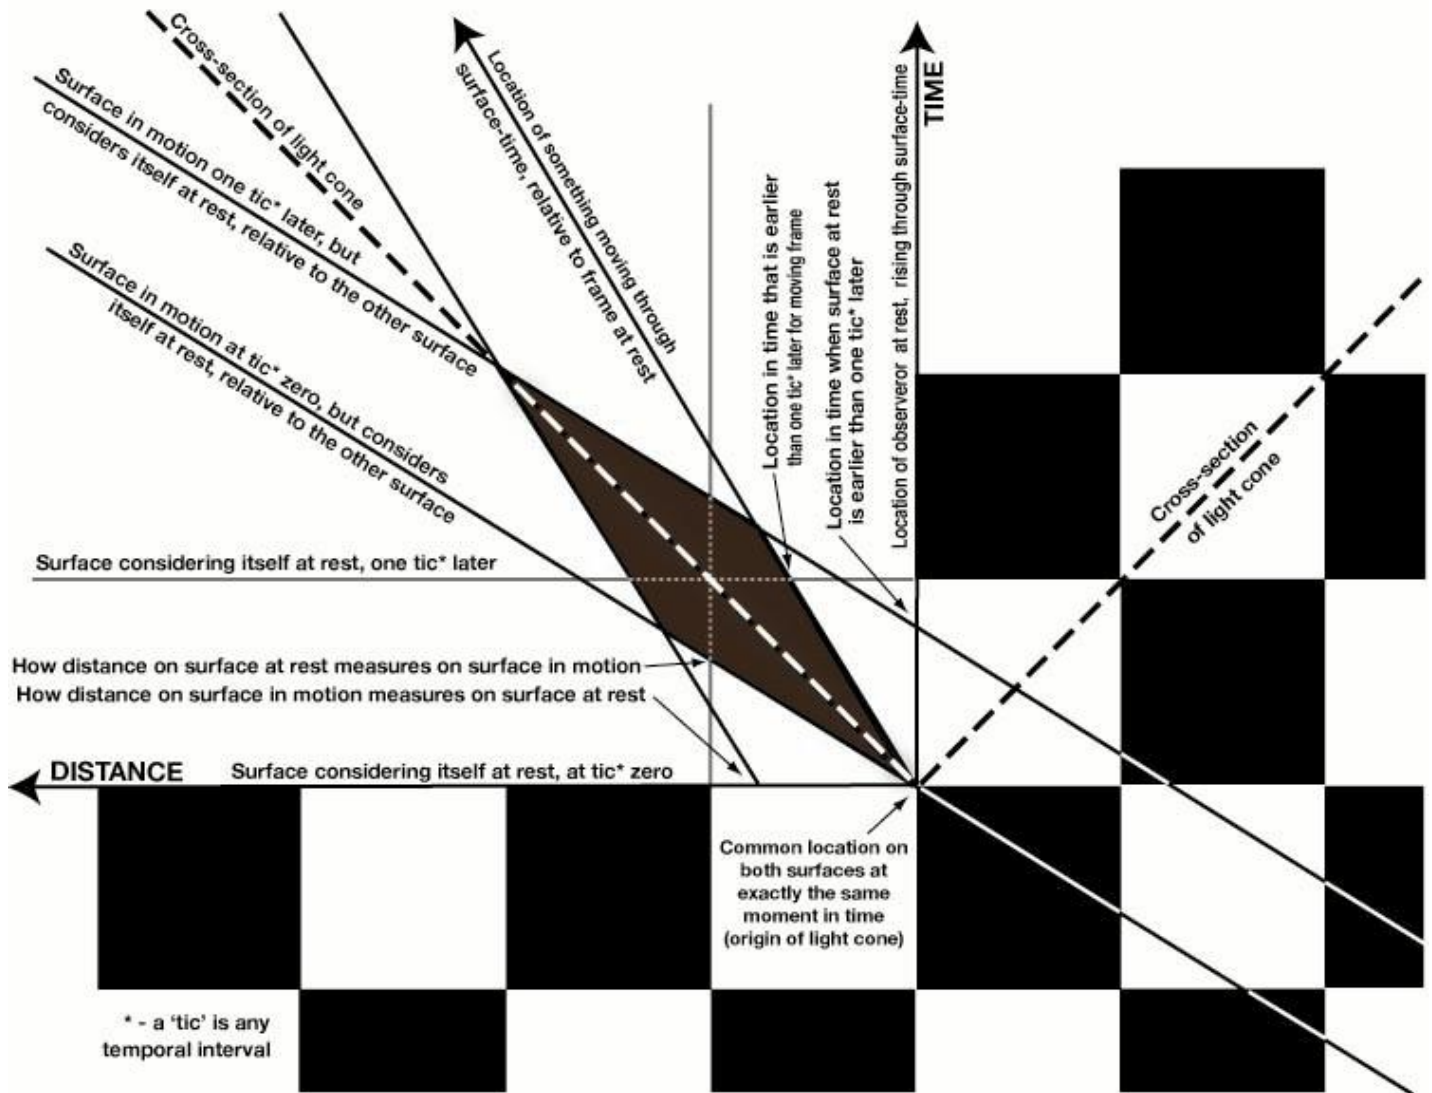 Cross-section of light cone
Surface in motion one tic* later, but
considers itself at rest, relative to the other surface
Surface in motion at tic* zero, but considers
itself at rest, relative to the other surface
Location of something moving through
surface-time, relative to frame at rest
Location in time that is earlier
than one tic* later for moving frame
Location in time when surface at rest
is earlier than one tic* later
Location of observeror at rest, rising through surface-time
TIME
Cross-section
of light cone
Surface considering itself at rest, one tic* later
How distance on surface at rest measures on surface in motion
How distance on surface in motion measures on surface at rest
DISTANCE
Surface considering itself at rest, at tic* zero
Common location on
both surfaces at
exactly the same
moment in time
(origin of light cone)
* - a ‘tic’ is any
temporal interval